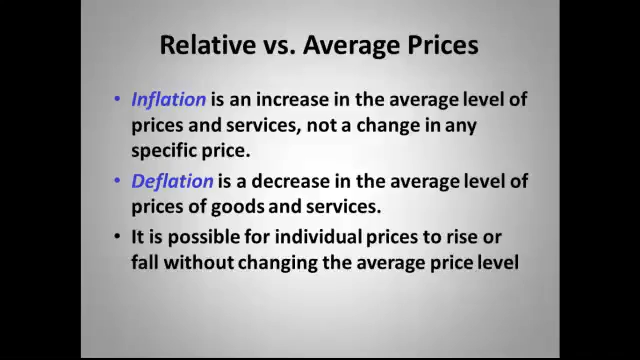 Relative vs. Average Prices
• Inflation is an increase in the average level of
prices and services, not a change in any
specific price.
• Deflation is a decrease in the average level of
prices of goods and services.
• It is possible for individual prices to rise or
fall without changing the average price level